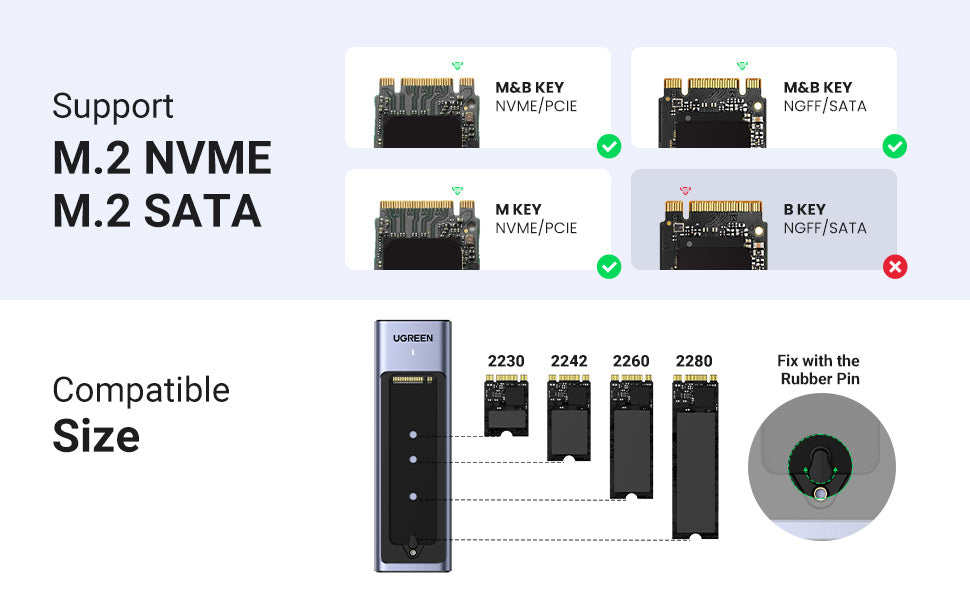 Support
M.2 NVME
M.2 SATA
M&B KEY
NVME/PCIE
M&B KEY
NGFF/SATA
M KEY
NVME/PCIE
B KEY
NGFF/SATA
Compatible
Size
UGREEN
2230
2242
2260
2280
Fix with the
Rubber Pin